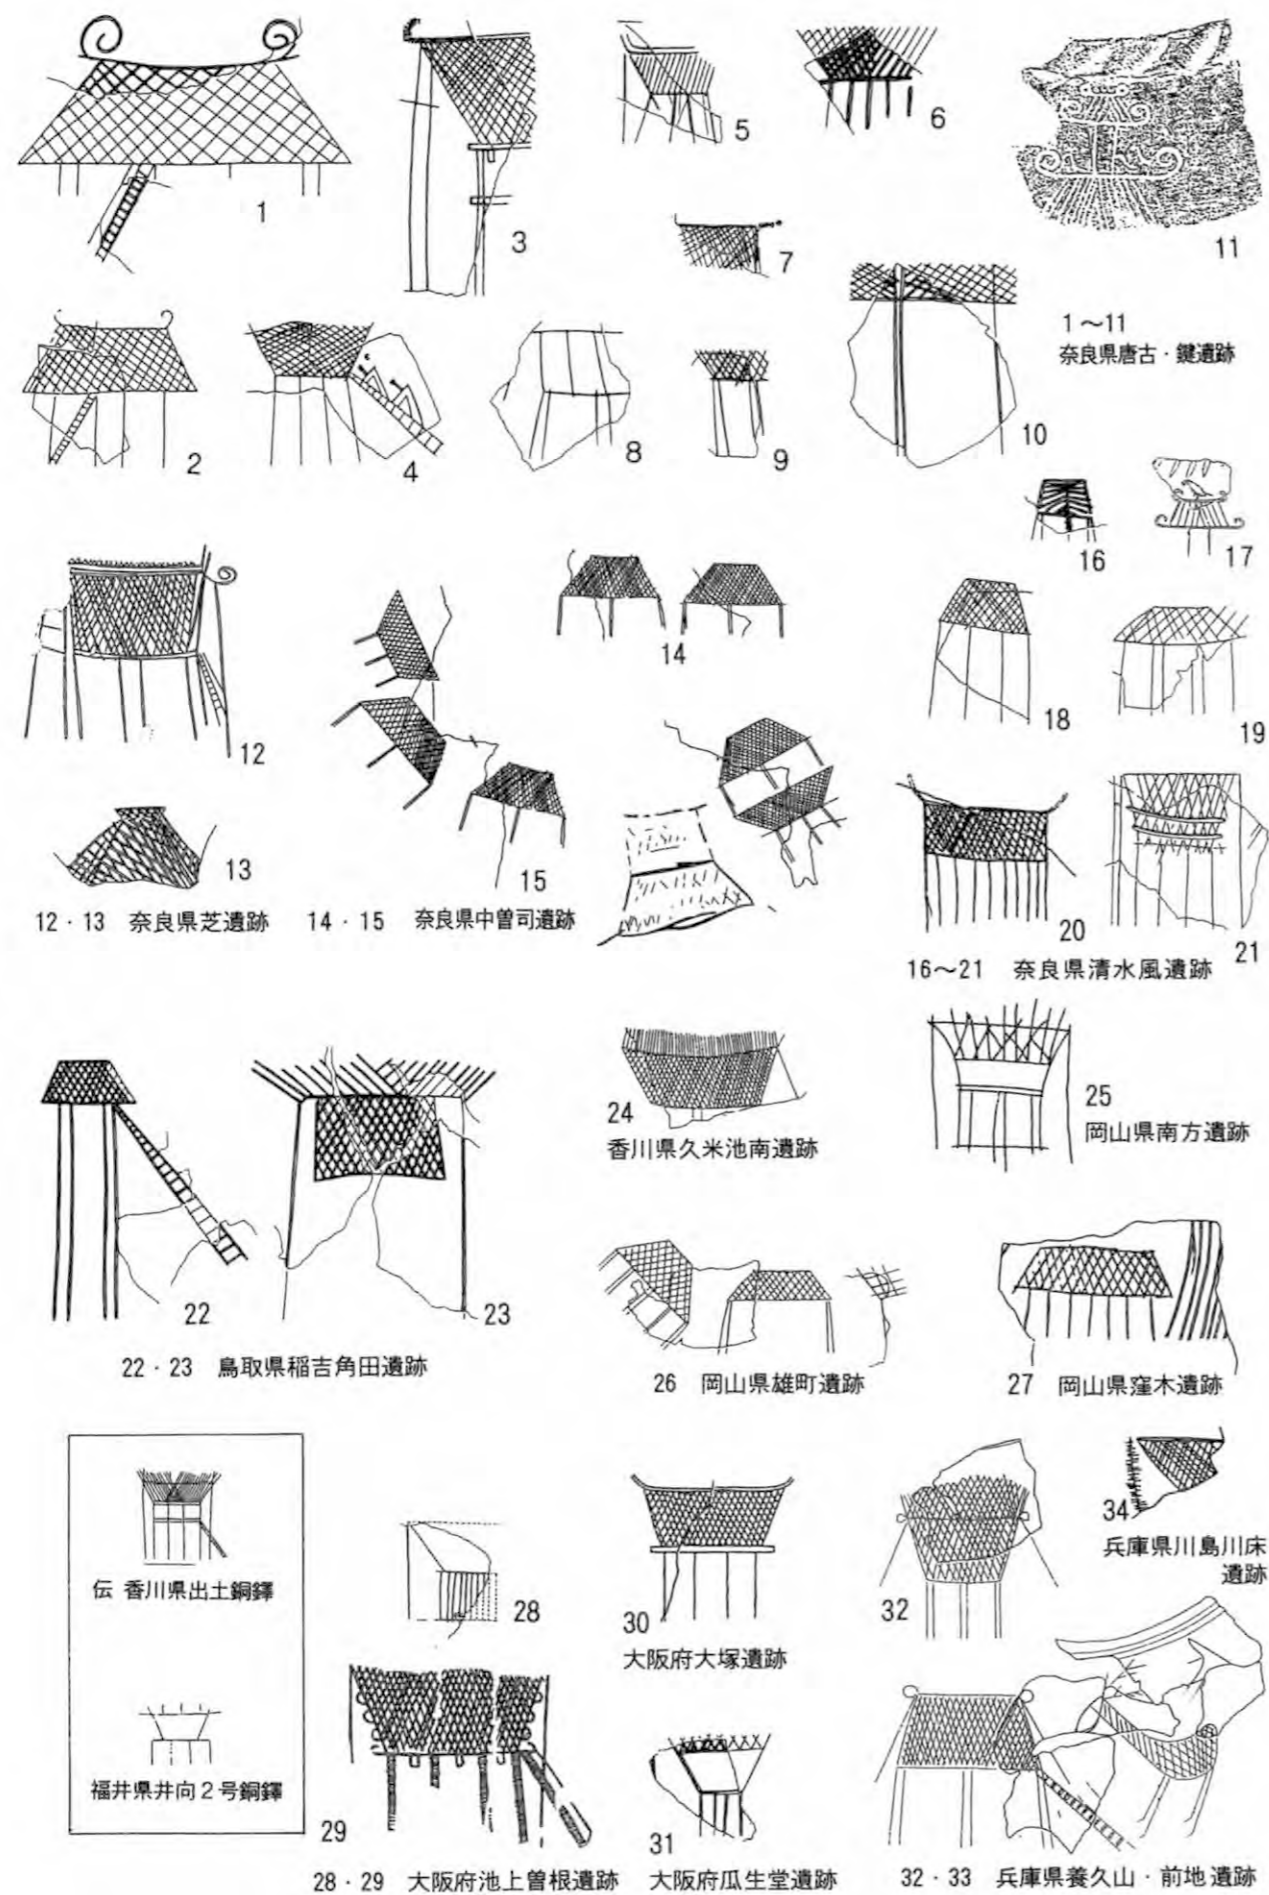 1
2
3
4
5
6
7
8
9
10
11
1～11
奈良県唐古・鍵遺跡
12
13
12・13 奈良県芝遺跡
14
15
14・15 奈良県中曽司遺跡
16
17
18
19
20
21
16～21 奈良県清水風遺跡
22
23
22・23 鳥取県稲吉角田遺跡
24
香川県久米池南遺跡
25
岡山県南方遺跡
26 岡山県雄町遺跡
27 岡山県窪木遺跡
伝 香川県出土銅鐸
福井県井向2号銅鐸
28
29
28・29 大阪府池上曽根遺跡
30
大阪府大塚遺跡
31
大阪府瓜生堂遺跡
32
34
兵庫県川島川床
遺跡
32・33 兵庫県養久山・前地遺跡